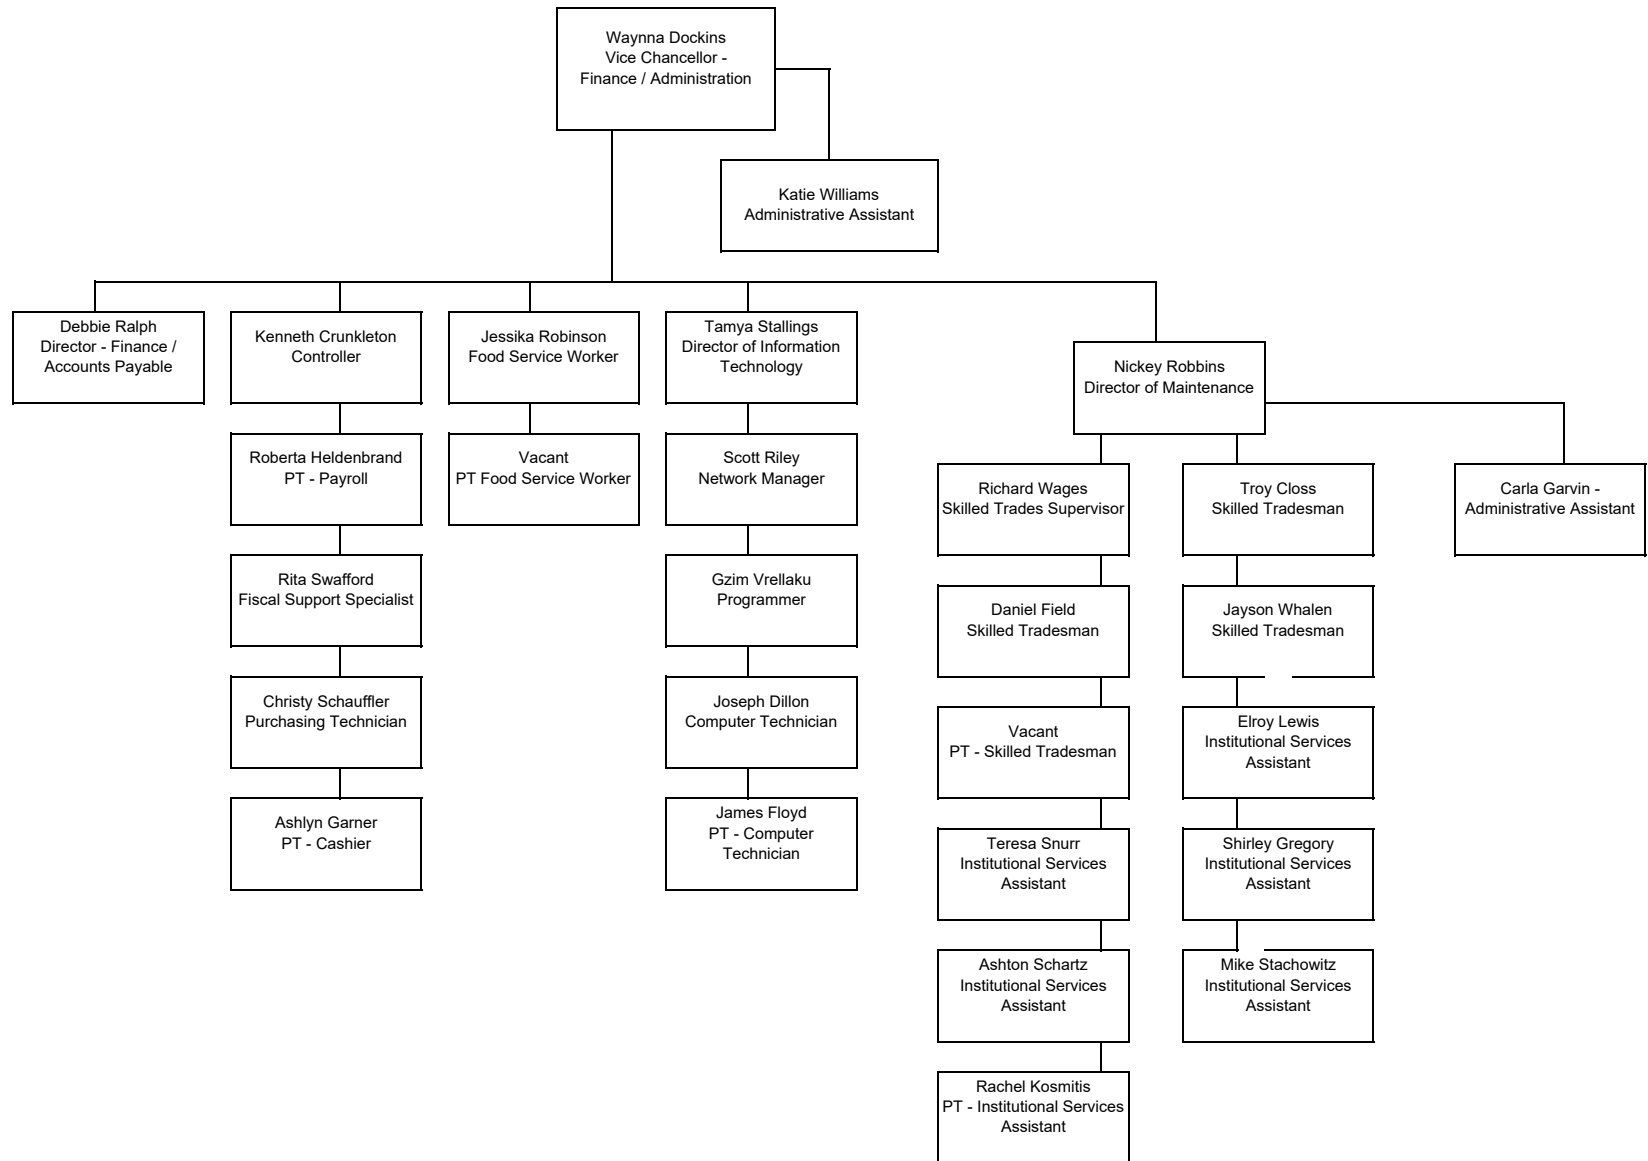 Waynna Dockins
Vice Chancellor -
Finance / Administration
Katie Williams
Administrative Assistant
Debbie Ralph
Director - Finance /
Accounts Payable
Kenneth Crunkleton
Controller
Jessika Robinson
Food Service Worker
Tamya Stallings
Director of Information
Technology
Nickey Robbins
Director of Maintenance
Roberta Heldenbrand
PT - Payroll
Vacant
PT Food Service Worker
Scott Riley
Network Manager
Richard Wages
Skilled Trades Supervisor
Troy Closs
Skilled Tradesman
Carla Garvin -
Administrative Assistant
Rita Swafford
Fiscal Support Specialist
Gzim Vrellaku
Programmer
Daniel Field
Skilled Tradesman
Jayson Whalen
Skilled Tradesman
Christy Schauffler
Purchasing Technician
Joseph Dillon
Computer Technician
Vacant
PT - Skilled Tradesman
Elroy Lewis
Institutional Services
Assistant
Ashlyn Garner
PT - Cashier
James Floyd
PT - Computer
Technician
Teresa Snurr
Institutional Services
Assistant
Shirley Gregory
Institutional Services
Assistant
Ashton Schartz
Institutional Services
Assistant
Mike Stachowitz
Institutional Services
Assistant
Rachel Kosmitis
PT - Institutional Services
Assistant